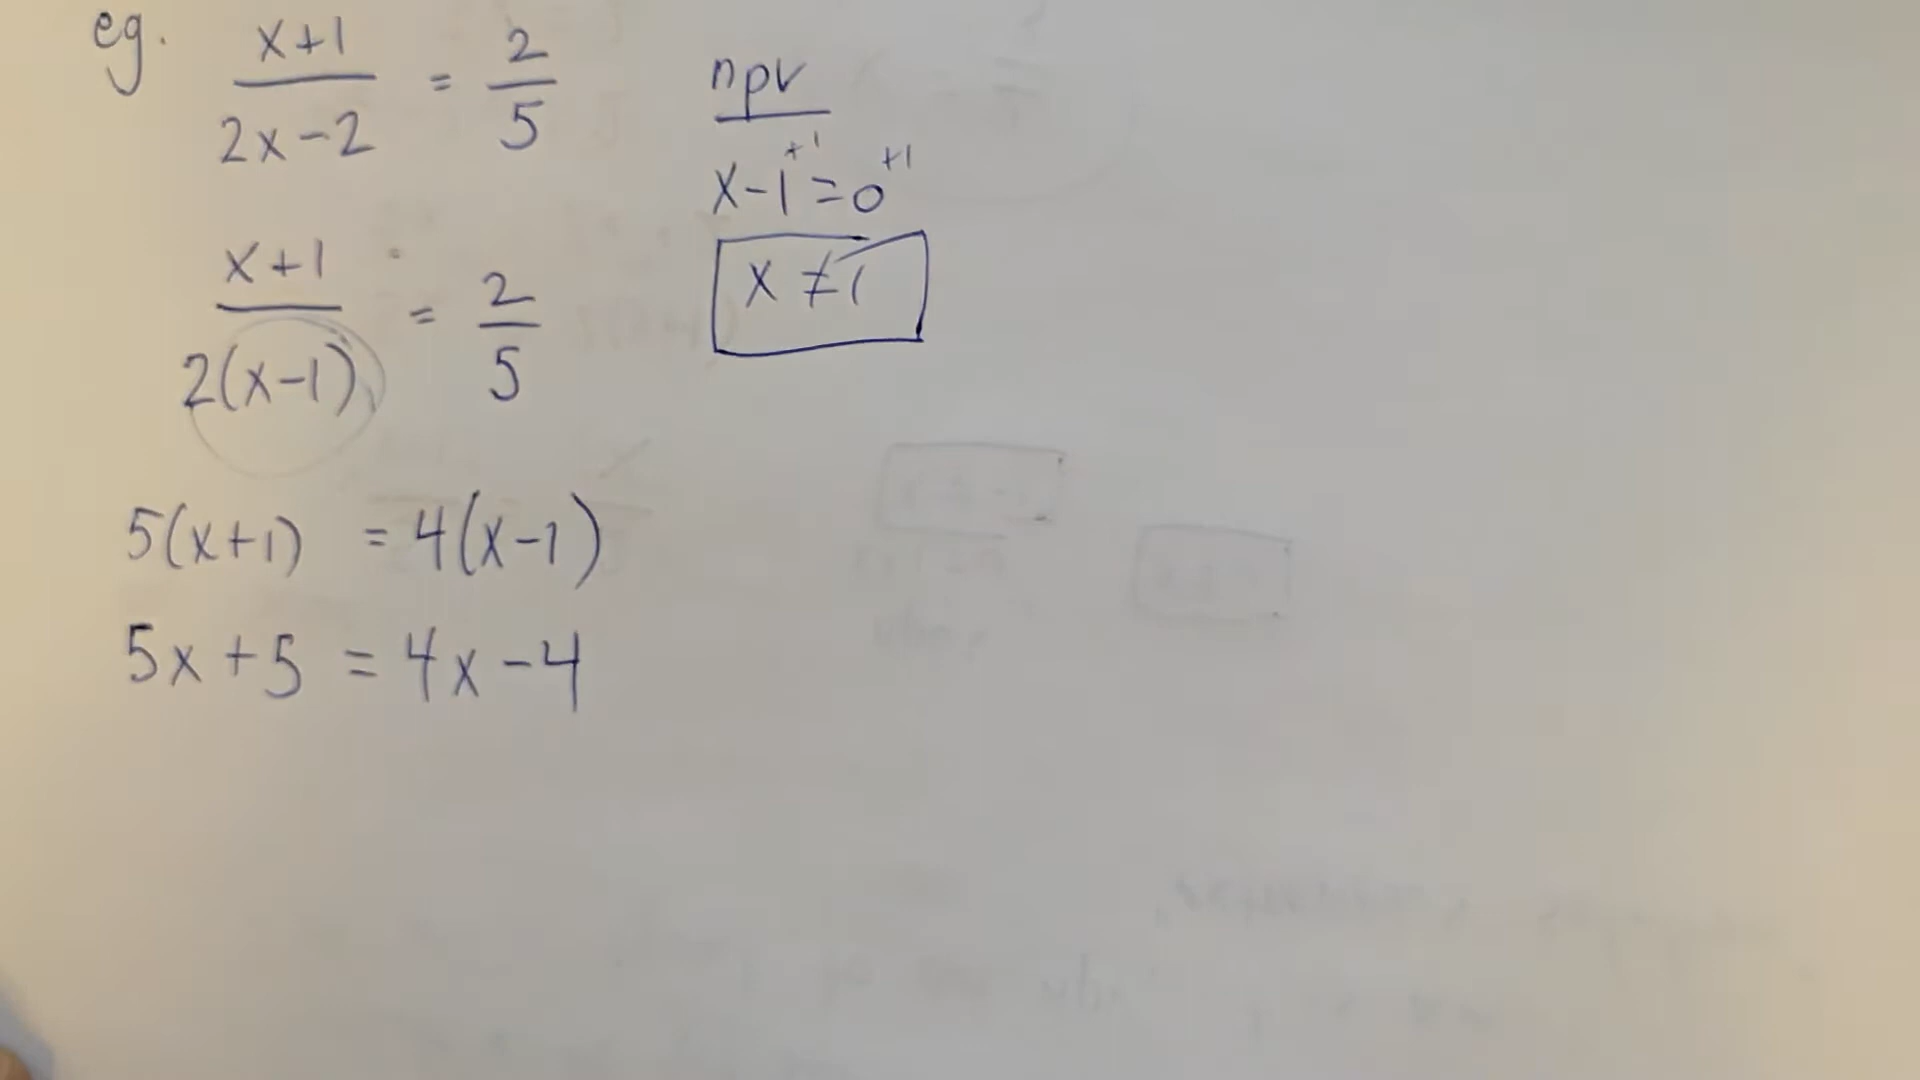 eg. x+1 / 2x-2 = 2/5
npv
x-1 +1 = 0 +1
x ≠ 1
x+1 / 2(x-1) = 2/5
5(x+1) = 4(x-1)
5x+5 = 4x-4